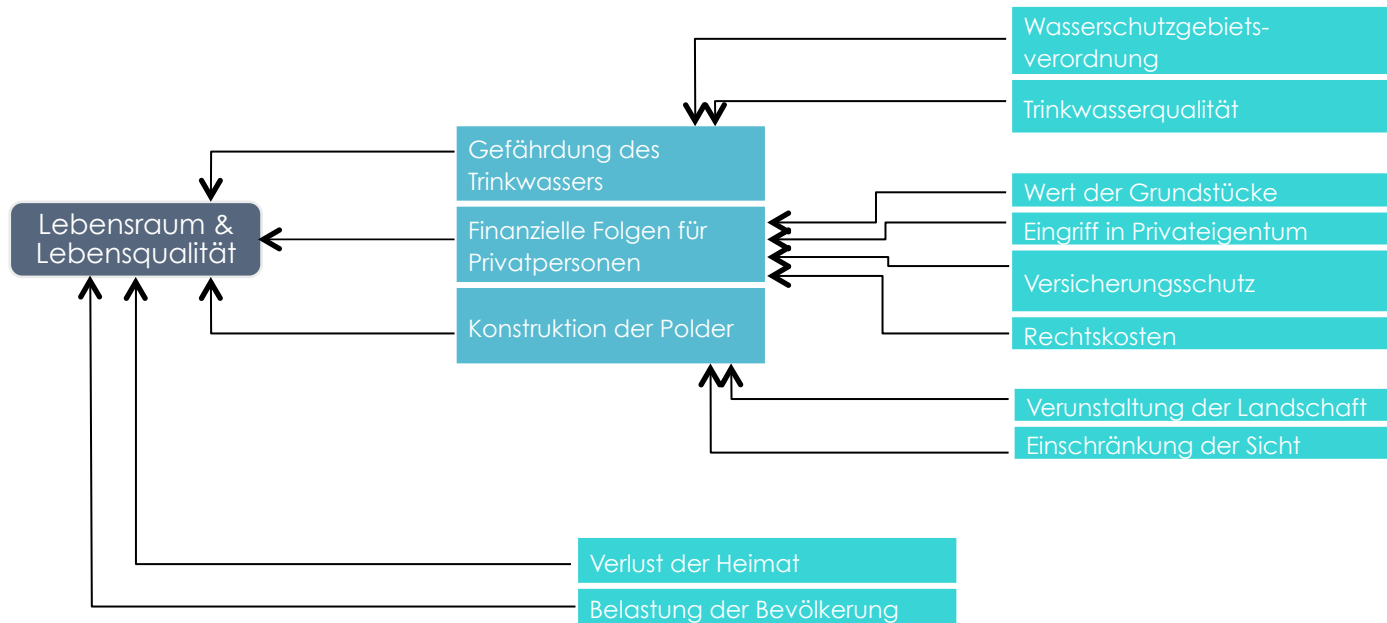 Wasserschutzgebiets-
verordnung
Trinkwasserqualität
Gefährdung des
Trinkwassers
Wert der Grundstücke
Lebensraum &
Lebensqualität
Finanzielle Folgen für
Privatpersonen
Eingriff in Privateigentum
Versicherungsschutz
Konstruktion der Polder
Rechtskosten
Verunstaltung der Landschaft
Einschränkung der Sicht
Verlust der Heimat
Belastung der Bevölkerung